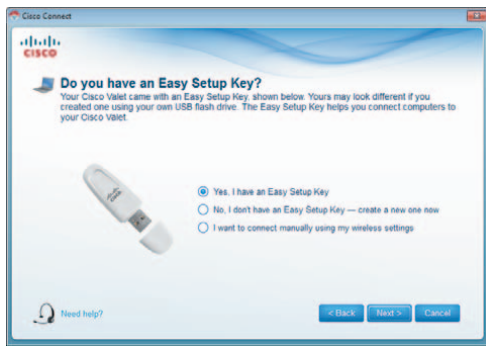 Cisco Connect
CISCO
Do you have an Easy Setup Key?
Your Cisco Valet came with an Easy Setup Key, shown below. Yours may look different if you
created one using your own USB flash drive. The Easy Setup Key helps you connect computers to
your Cisco Valet.
cisco
Yes, I have an Easy Setup Key
No, I don't have an Easy Setup Key — create a new one now
I want to connect manually using my wireless settings
Need help?
< Back Next > Cancel